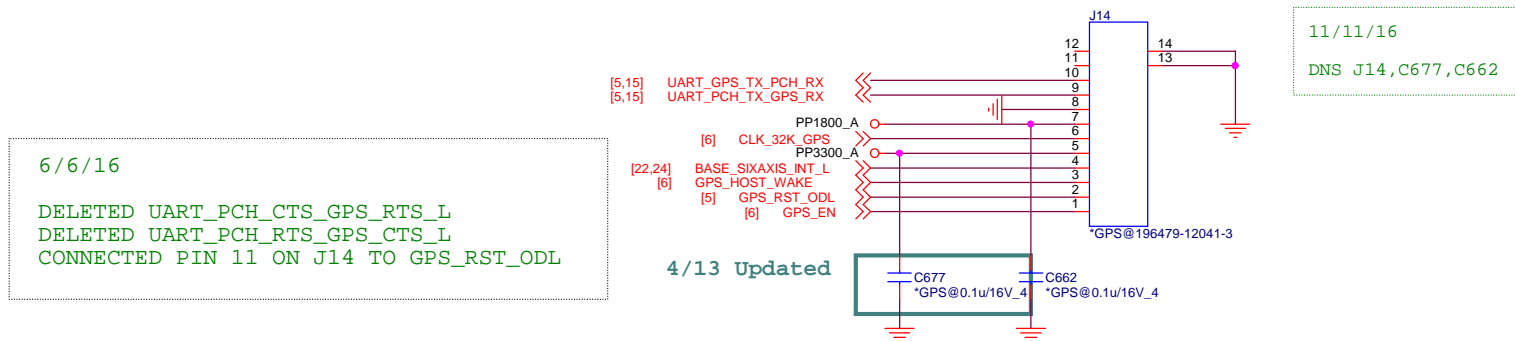 J14
11/11/16
DNS J14,C677,C662
12
11
10
9
8
7
6
5
4
3
2
1
14
13
[5,15] UART_GPS_TX_PCH_RX
[5,15] UART_PCH_TX_GPS_RX
PP1800_A
[6] CLK_32K_GPS
PP3300_A
[22,24] BASE_SIXAXIS_INT_L
[6] GPS_HOST_WAKE
[5] GPS_RST_ODL
[6] GPS_EN
*GPS@196479-12041-3
6/6/16
DELETED UART_PCH_CTS_GPS_RTS_L
DELETED UART_PCH_RTS_GPS_CTS_L
CONNECTED PIN 11 ON J14 TO GPS_RST_ODL
4/13 Updated
C677
*GPS@0.1u/16V_4
C662
*GPS@0.1u/16V_4